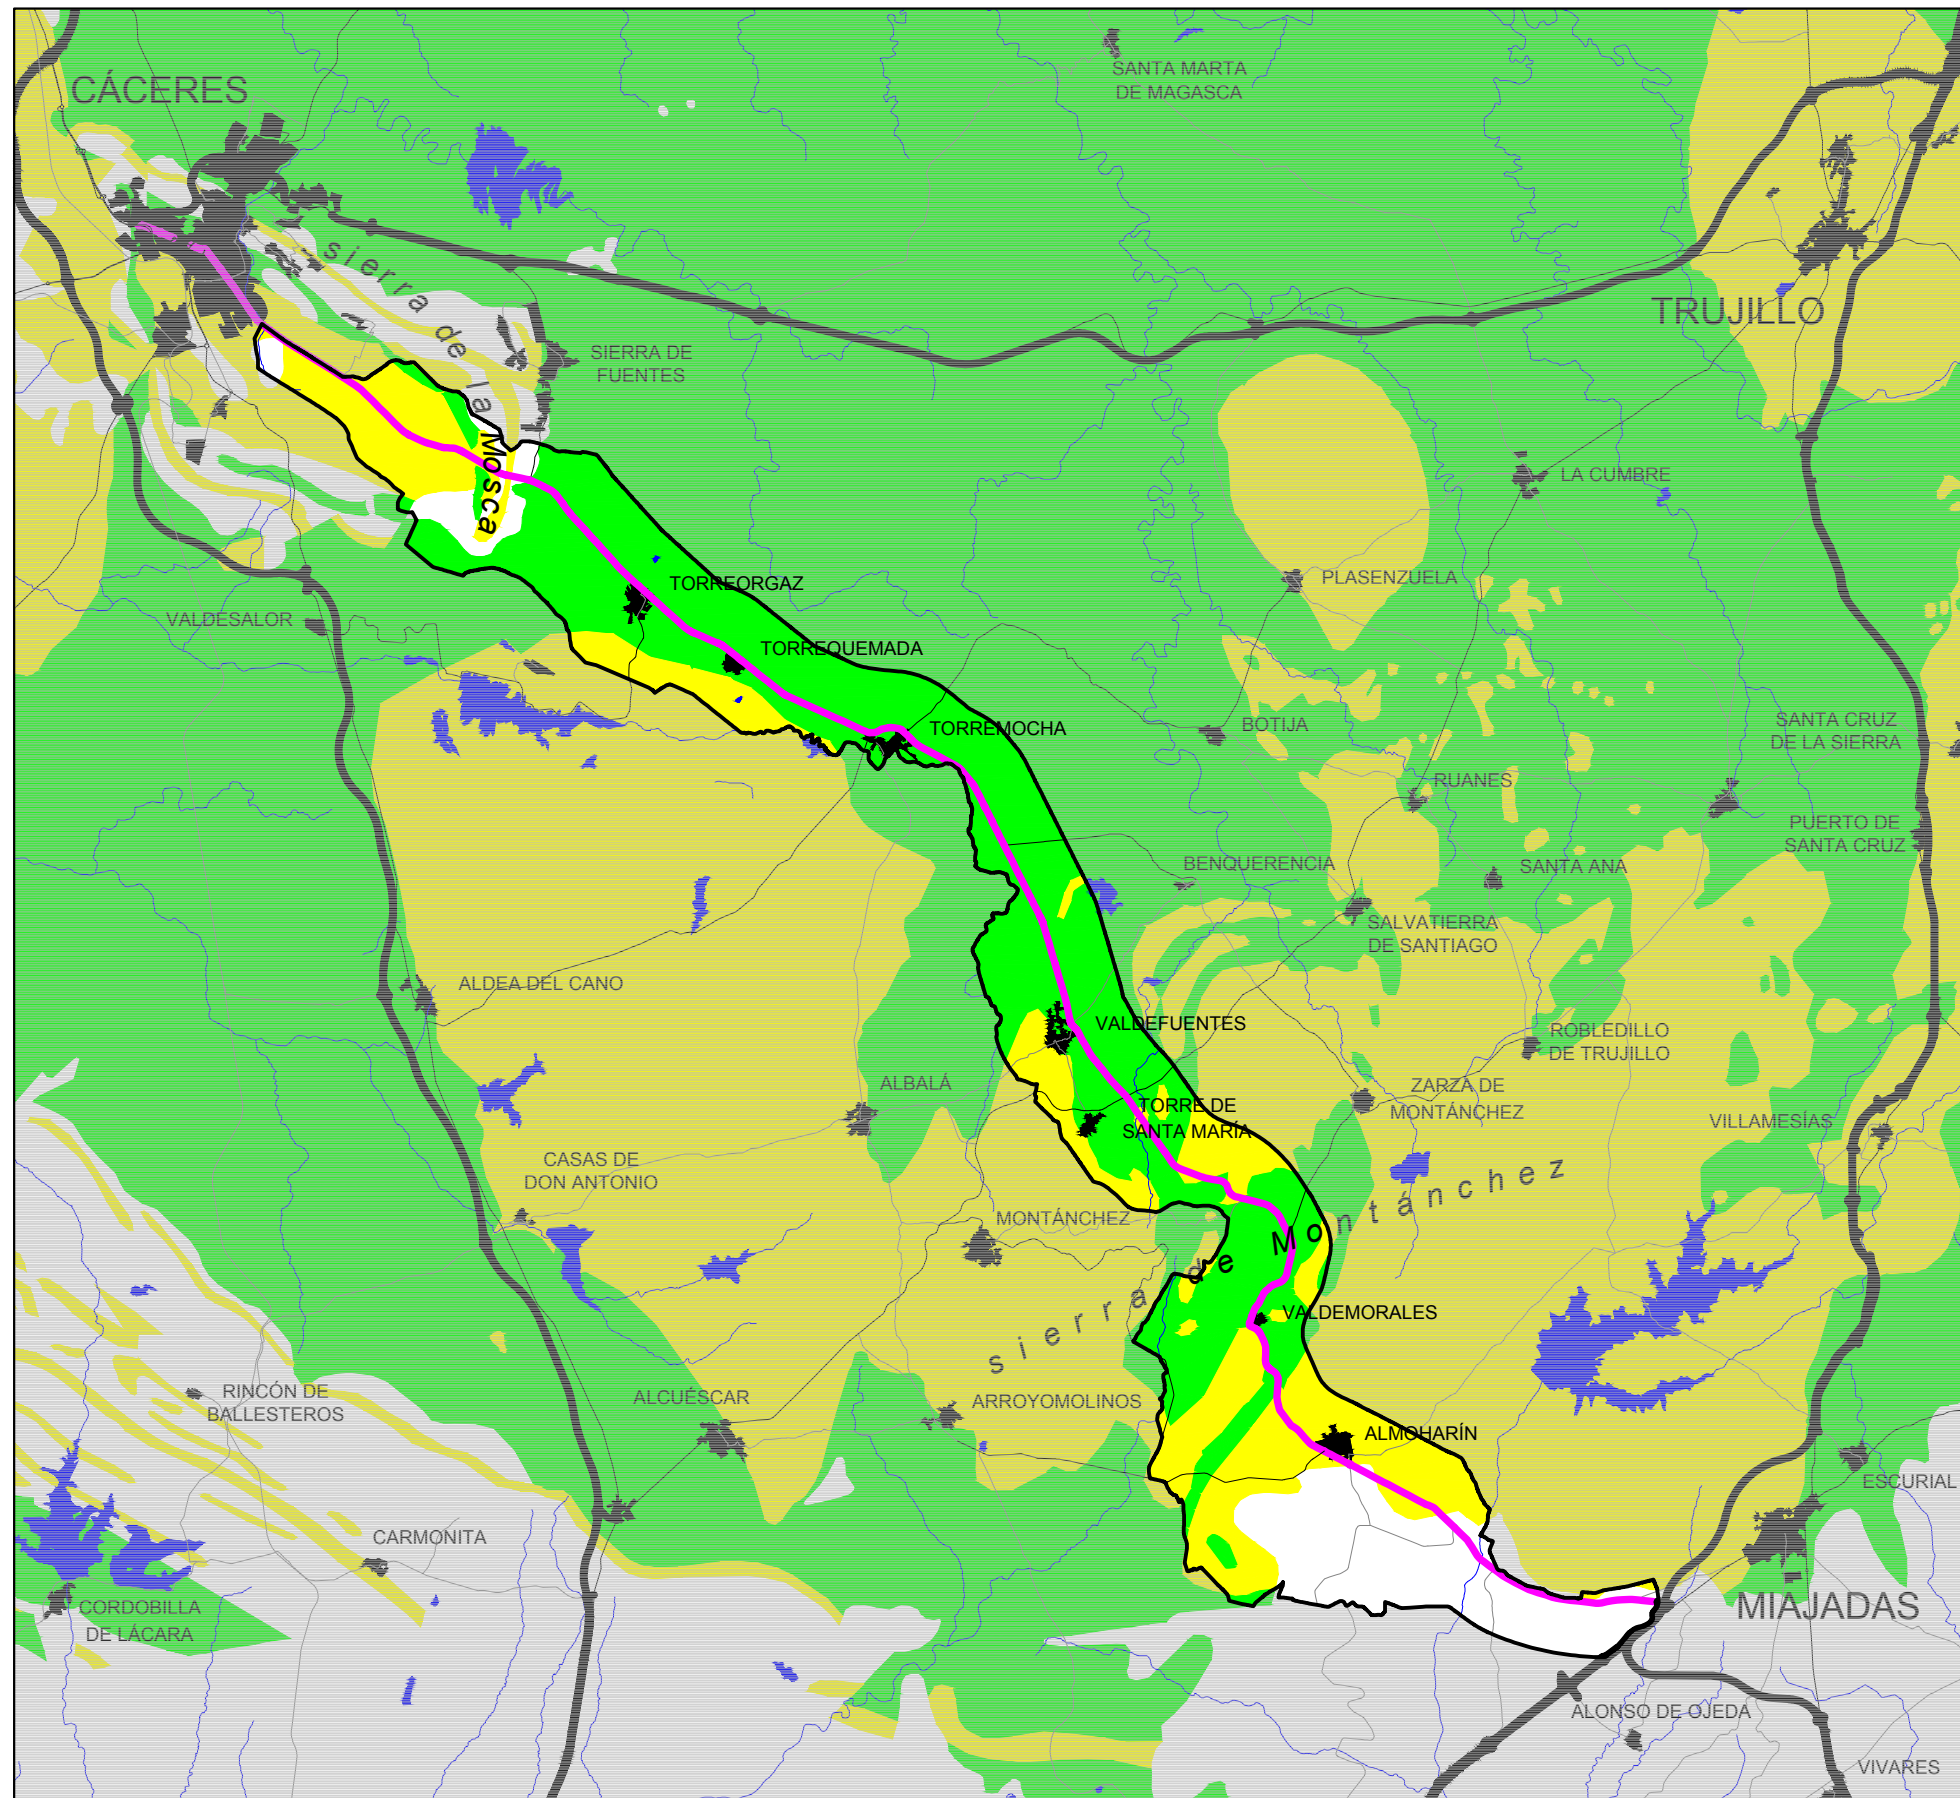 SANTA MARTA
DE MAGASCA
CÁCERES
sierra de la Mosca
TRUJILLO
SIERRA DE
FUENTES
LA CUMBRE
PLASENZUELA
TORREORGAZ
VALDESALOR
TORREQUEMADA
TORREMOCHA
BOTIJA
SANTA CRUZ
DE LA SIERRA
RUANES
PUERTO DE
SANTA CRUZ
BENQUERENCIA
SANTA ANA
SALVATIERRA
DE SANTIAGO
ALDEA DEL CANO
VALDEFUENTES
ROBLEDILLO
DE TRUJILLO
ALBALÁ
ZARZA DE
MONTÁNCHEZ
TORRE DE
SANTA MARÍA
VILLAMESÍAS
CASAS DE
DON ANTONIO
MONTÁNCHEZ
sierra de Montánchez
VALDEMORALES
RINCÓN DE
BALLESTEROS
ALCUÉSCAR
ARROYOMOLINOS
ALMOHARÍN
ESCURIAL
CARMONITA
CORDOBILLA
DE LÁCARA
MIAJADAS
ALONSO DE OJEDA
VIVARES